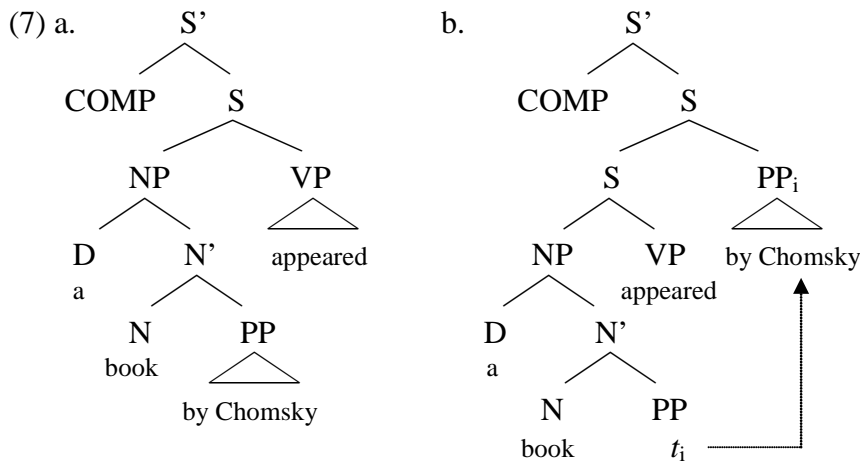 (7) a. S’ b. S’
COMP S COMP S
NP VP S PPi
D N’ appeared NP VP by Chomsky
a appeared
N PP D N’
book a
by Chomsky N PP
book ti